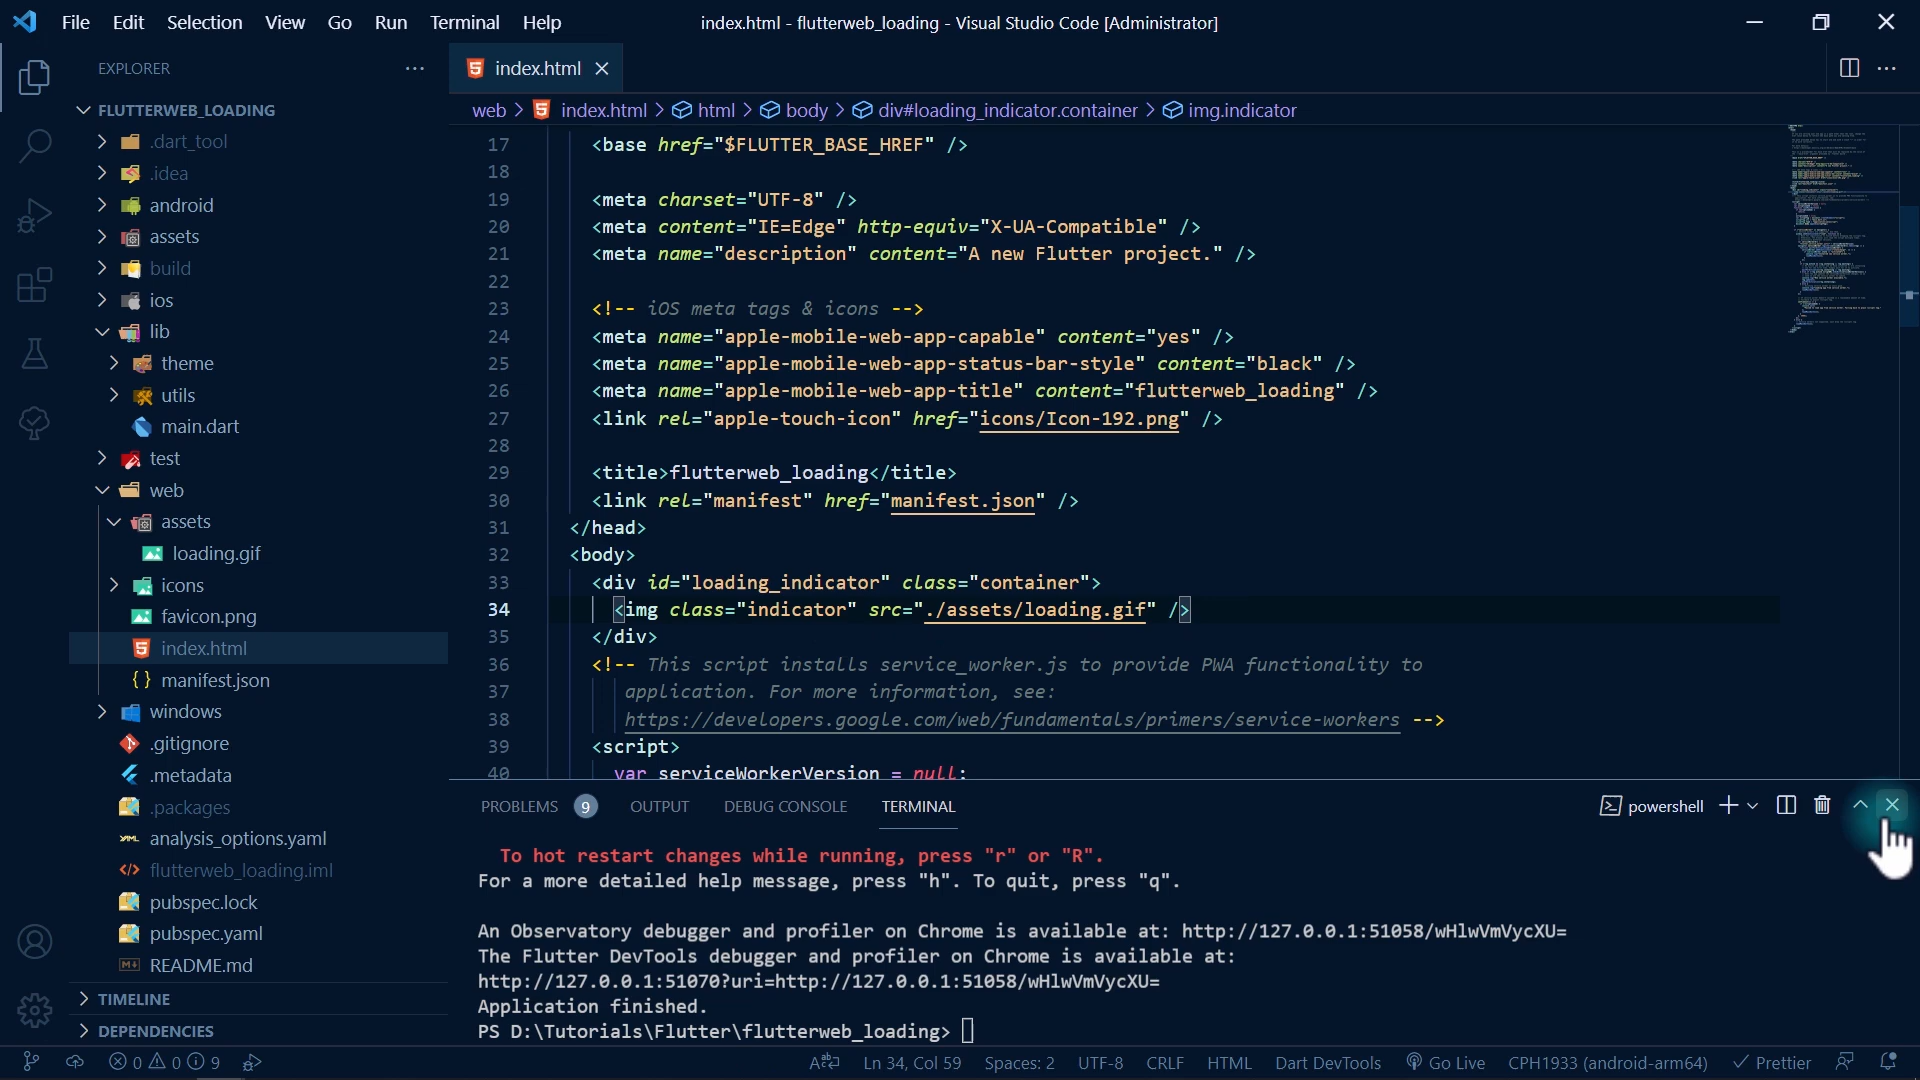 File Edit Selection View Go Run Terminal Help
index.html - flutterweb_loading - Visual Studio Code [Administrator]
EXPLORER
FLUTTERWEB_LOADING
.dart_tool
.idea
android
assets
build
ios
lib
theme
utils
main.dart
test
web
assets
loading.gif
icons
favicon.png
index.html
manifest.json
windows
.gitignore
.metadata
.packages
analysis_options.yaml
flutterweb_loading.iml
pubspec.lock
pubspec.yaml
README.md
TIMELINE
DEPENDENCIES
index.html
web > index.html > html > body > div#loading_indicator.container > img.indicator
17 <base href="$FLUTTER_BASE_HREF" />
18
19 <meta charset="UTF-8" />
20 <meta content="IE=Edge" http-equiv="X-UA-Compatible" />
21 <meta name="description" content="A new Flutter project." />
22
23 <!-- iOS meta tags & icons -->
24 <meta name="apple-mobile-web-app-capable" content="yes" />
25 <meta name="apple-mobile-web-app-status-bar-style" content="black" />
26 <meta name="apple-mobile-web-app-title" content="flutterweb_loading" />
27 <link rel="apple-touch-icon" href="icons/Icon-192.png" />
28
29 <title>flutterweb_loading</title>
30 <link rel="manifest" href="manifest.json" />
31 </head>
32 <body>
33 <div id="loading_indicator" class="container">
34 <img class="indicator" src="./assets/loading.gif" />
35 </div>
36 <!-- This script installs service_worker.js to provide PWA functionality to
37 application. For more information, see:
38 https://developers.google.com/web/fundamentals/primers/service-workers -->
39 <script>
40 var serviceWorkerVersion = null;
PROBLEMS 9 OUTPUT DEBUG CONSOLE TERMINAL powershell
To hot restart changes while running, press "r" or "R".
For a more detailed help message, press "h". To quit, press "q".
An Observatory debugger and profiler on Chrome is available at: http://127.0.0.1:51058/wHlwVmVycXU=
The Flutter DevTools debugger and profiler on Chrome is available at:
http://127.0.0.1:51070?uri=http://127.0.0.1:51058/wHlwVmVycXU=
Application finished.
PS D:\Tutorials\Flutter\flutterweb_loading>
0 0 9 Ln 34, Col 59 Spaces: 2 UTF-8 CRLF HTML Dart DevTools Go Live CPH1933 (android-arm64) Prettier